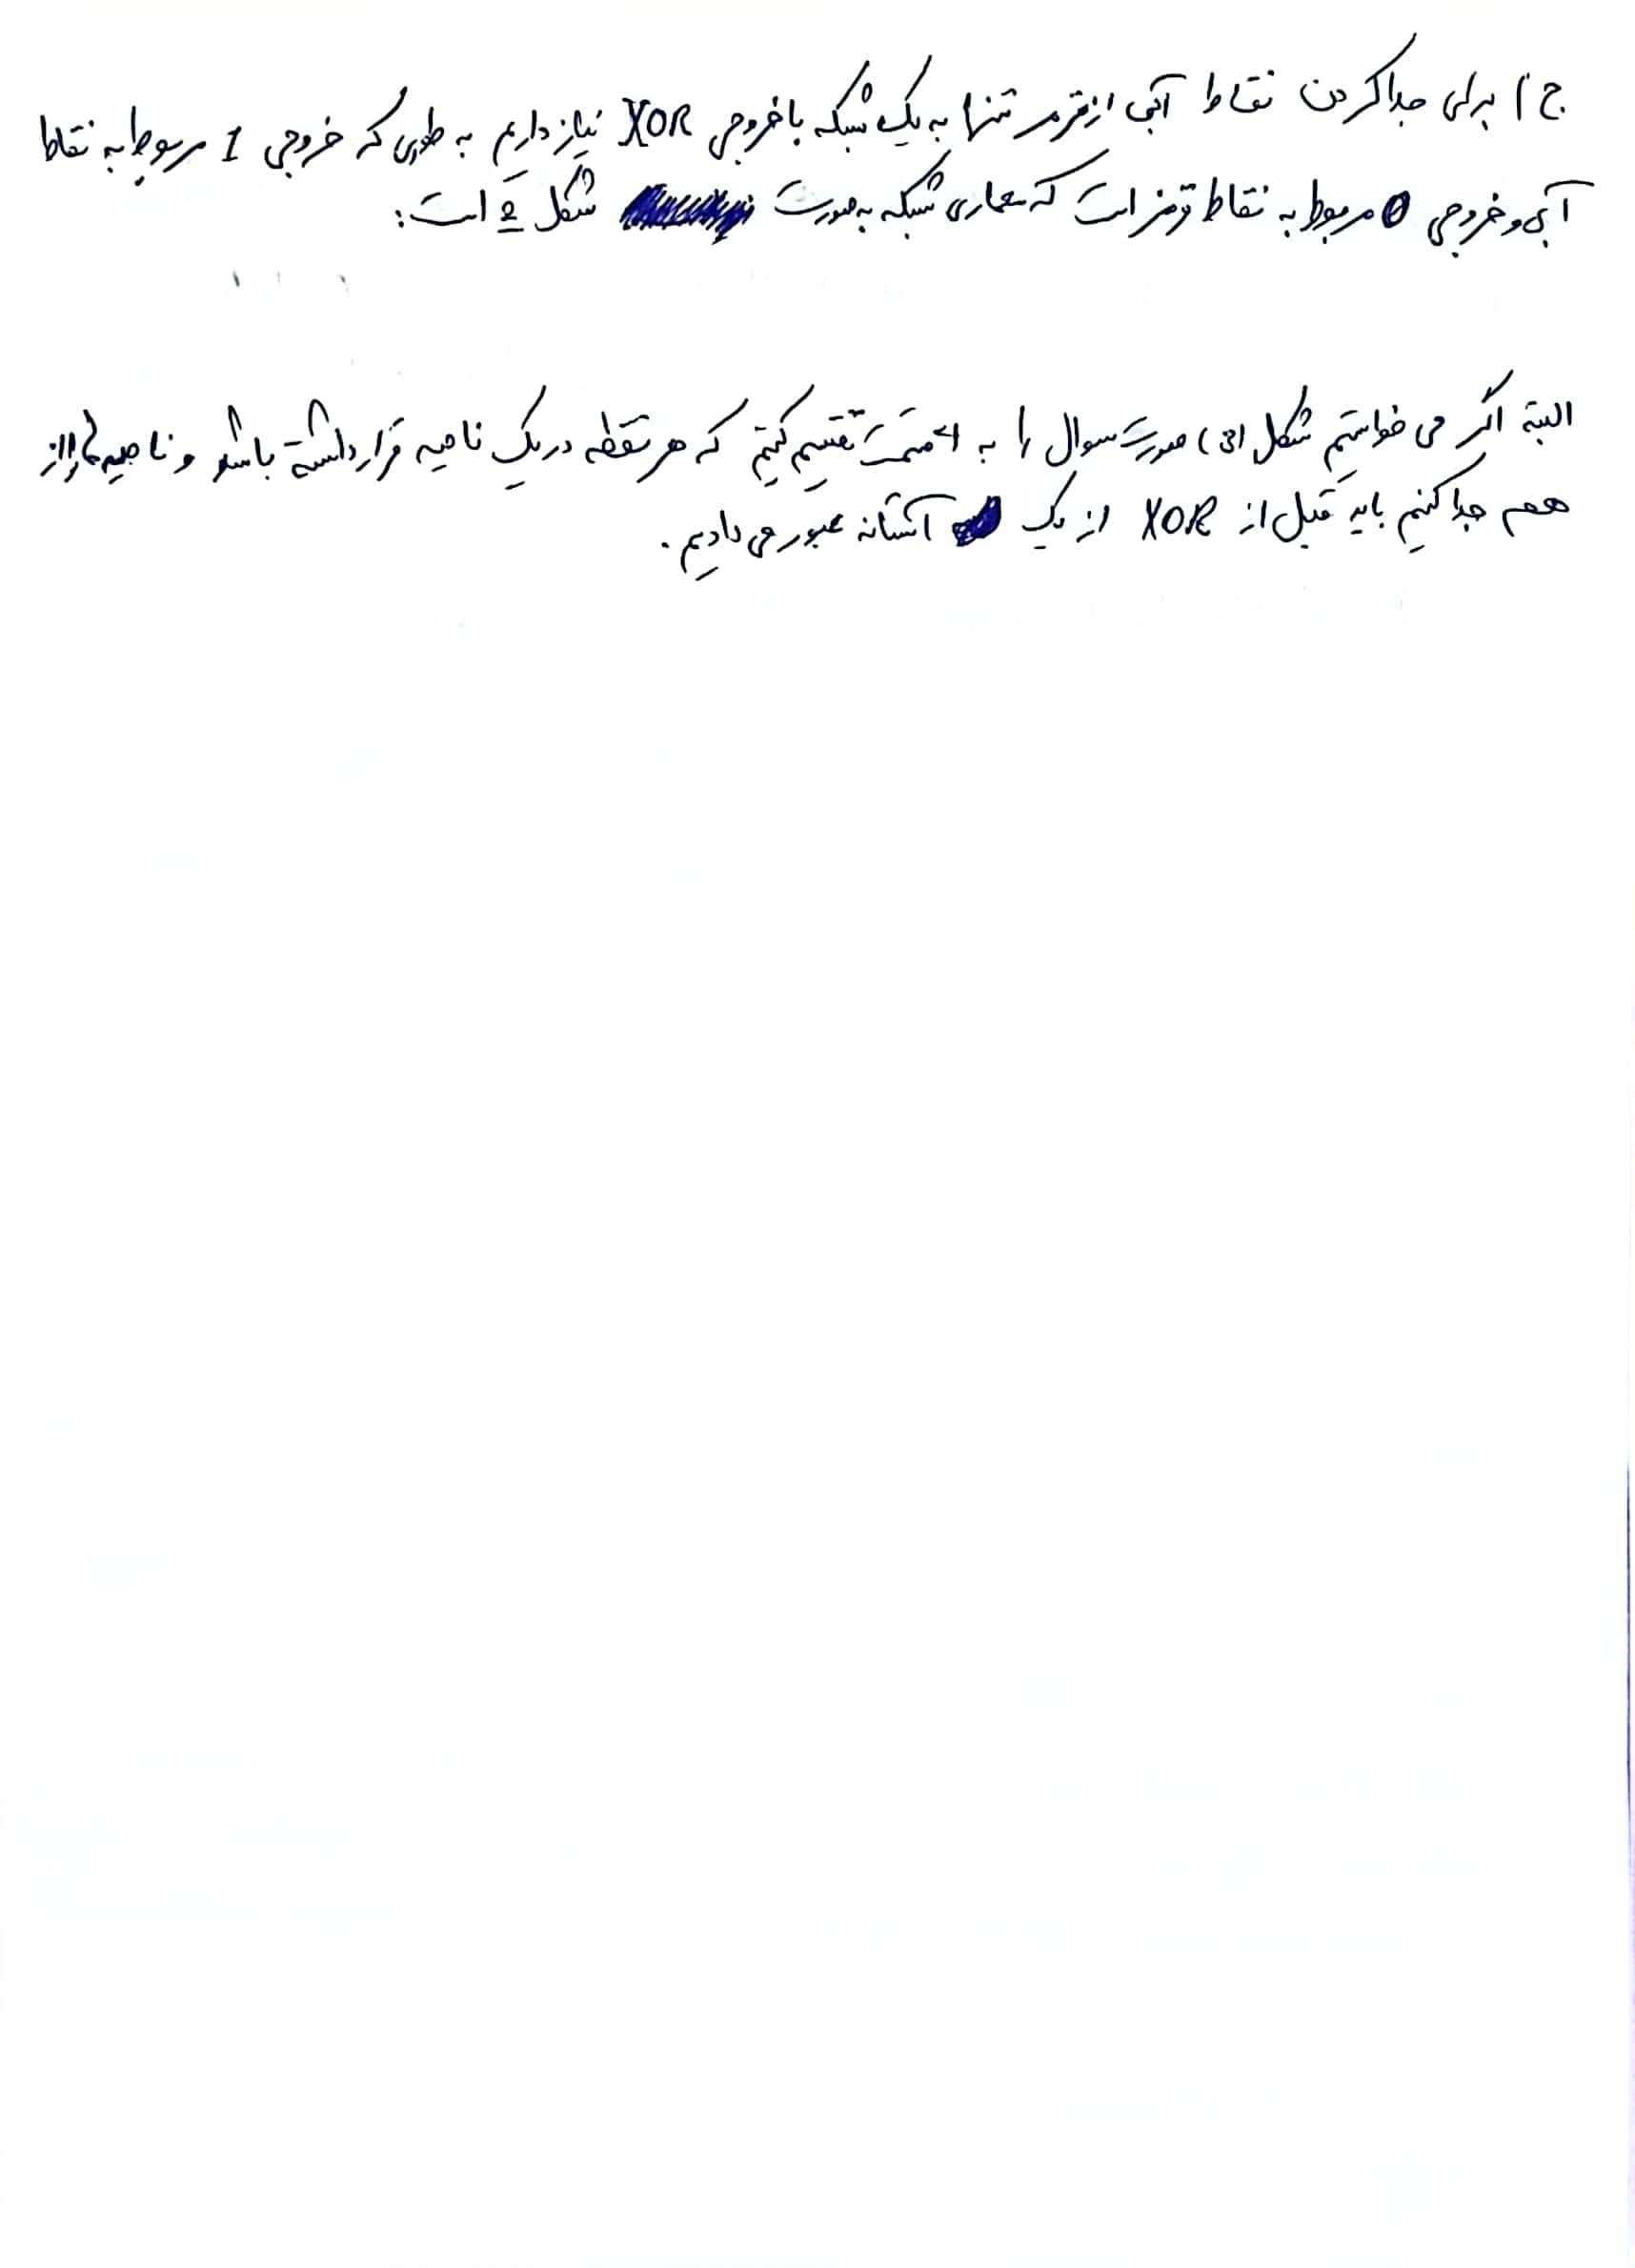 ج) برای جدا کردن نقاط آبی از قرمز تنها به یک شبکه با خروجی XOR نیاز داریم به طوری که خروجی 1 مربوط به نقاط
آبی و خروجی 0 مربوط به نقاط قرمز است که معماری شبکه به صورت شکل 2 است:
البته اگر می خواستیم شکل صورت سوال را به ۴ قسمت تقسیم کنیم که هر نقطه در یک ناحیه قرار داشته باشد و ناحیه ها را از
هم جدا کنیم باید قبل از XOR از یک آستانه عبور می دادیم.